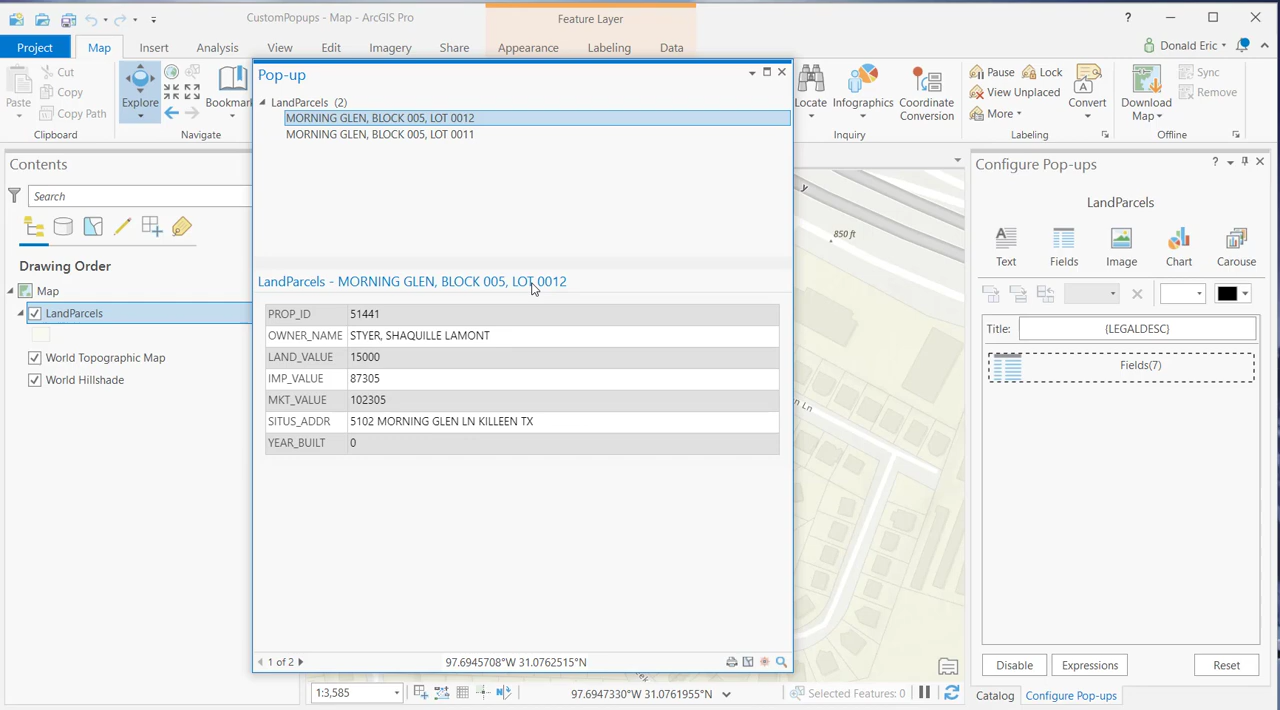 CustomPopups - Map - ArcGIS Pro
Feature Layer
?
Project
Map
Insert
Analysis
View
Edit
Imagery
Share
Appearance
Labeling
Data
Donald Eric
Paste
Cut
Copy
Copy Path
Clipboard
Explore
Bookmark
Navigate
Locate
Infographics
Coordinate
Conversion
Inquiry
Pause
Lock
View Unplaced
More
Convert
Labeling
Download
Map
Sync
Remove
Offline
Contents
Search
Drawing Order
Map
LandParcels
World Topographic Map
World Hillshade
Pop-up
LandParcels (2)
MORNING GLEN, BLOCK 005, LOT 0012
MORNING GLEN, BLOCK 005, LOT 0011
LandParcels - MORNING GLEN, BLOCK 005, LOT 0012
PROP_ID 51441
OWNER_NAME STYER, SHAQUILLE LAMONT
LAND_VALUE 15000
IMP_VALUE 87305
MKT_VALUE 102305
SITUS_ADDR 5102 MORNING GLEN LN KILLEEN TX
YEAR_BUILT 0
1 of 2
97.6945708°W 31.0762515°N
y
850 ft
n Ln
1:3,585
97.6947330°W 31.0761955°N
Selected Features: 0
Configure Pop-ups
?
LandParcels
Text
Fields
Image
Chart
Carouse
Title:
{LEGALDESC}
Fields(7)
Disable
Expressions
Reset
Catalog
Configure Pop-ups